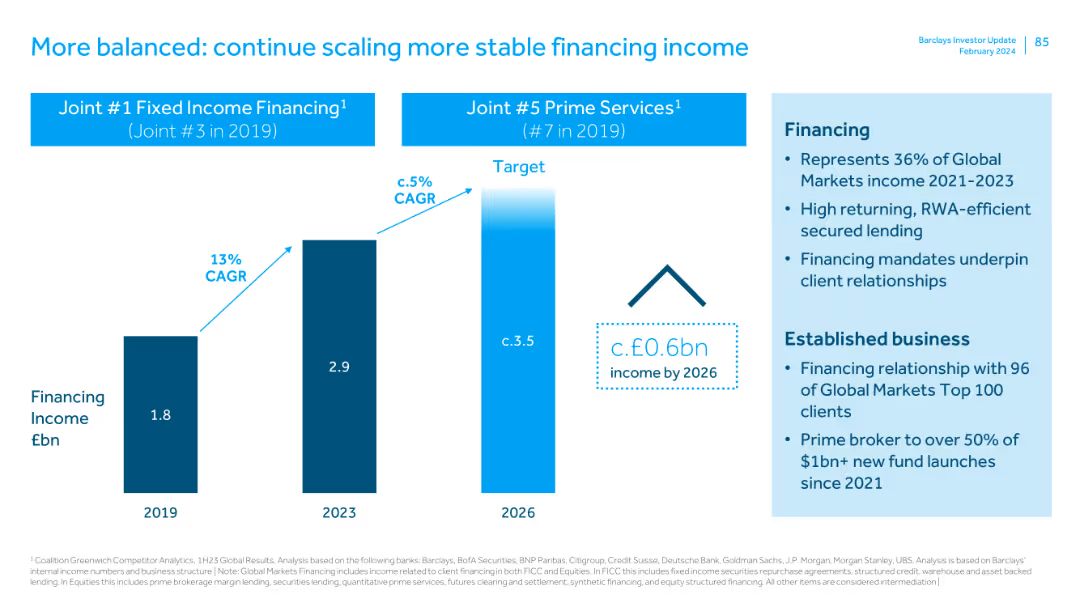 More balanced: continue scaling more stable financing income
Barclays Investor Update
February 2024
85
Joint #1 Fixed Income Financing¹
(Joint #3 in 2019)
Joint #5 Prime Services¹
(#7 in 2019)
Target
c.5%
CAGR
13%
CAGR
Financing
Income
£bn
1.8
2.9
c.3.5
2019
2023
2026
c.£0.6bn
income by 2026
Financing
• Represents 36% of Global
Markets income 2021-2023
• High returning, RWA-efficient
secured lending
• Financing mandates underpin
client relationships
Established business
• Financing relationship with 96
of Global Markets Top 100
clients
• Prime broker to over 50% of
$1bn+ new fund launches
since 2021
¹ Coalition Greenwich Competitor Analytics, 1H23 Global Results. Analysis based on the following banks: Barclays, BofA Securities, BNP Paribas, Citigroup, Credit Suisse, Deutsche Bank, Goldman Sachs, J.P. Morgan, Morgan Stanley, UBS. Analysis is based on Barclays'
internal income numbers and business structure | Note: Global Markets Financing includes income related to client financing in both FICC and Equities. In FICC this includes fixed income securities repurchase agreements, structured credit, warehouse and asset backed
lending. In Equities this includes prime brokerage margin lending, securities lending, quantitative prime services, futures clearing and settlement, synthetic financing, and equity structured financing. All other items are considered intermediation |